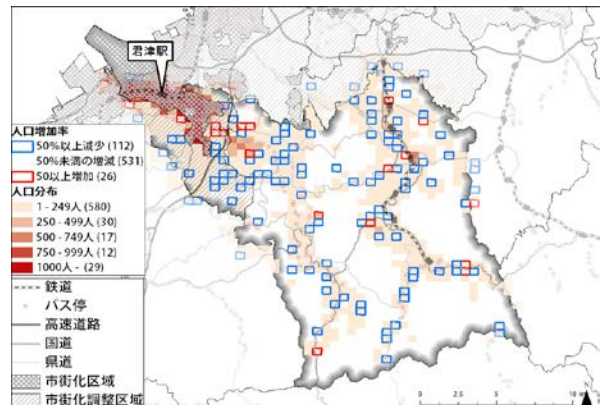 君津駅
人口増加率
50%以上減少 (112)
50%未満の増減 (531)
50以上増加 (26)
人口分布
1 - 249人 (580)
250 - 499人 (30)
500 - 749人 (17)
750 - 999人 (12)
1000人 - (29)
鉄道
バス停
高速道路
国道
県道
市街化区域
市街化調整区域
0 2.5 5 10